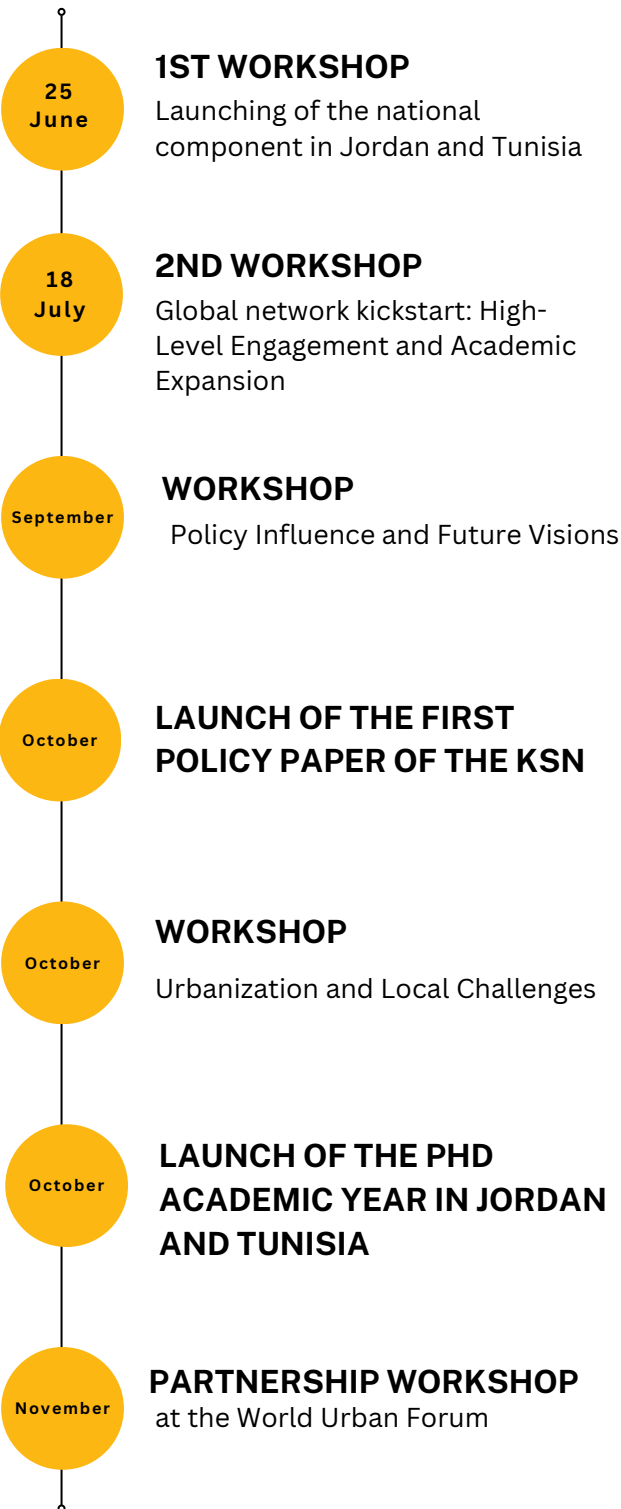 25
June
1ST WORKSHOP
Launching of the national
component in Jordan and Tunisia
18
July
2ND WORKSHOP
Global network kickstart: High-
Level Engagement and Academic
Expansion
September
WORKSHOP
Policy Influence and Future Visions
October
LAUNCH OF THE FIRST
POLICY PAPER OF THE KSN
October
WORKSHOP
Urbanization and Local Challenges
October
LAUNCH OF THE PHD
ACADEMIC YEAR IN JORDAN
AND TUNISIA
November
PARTNERSHIP WORKSHOP
at the World Urban Forum